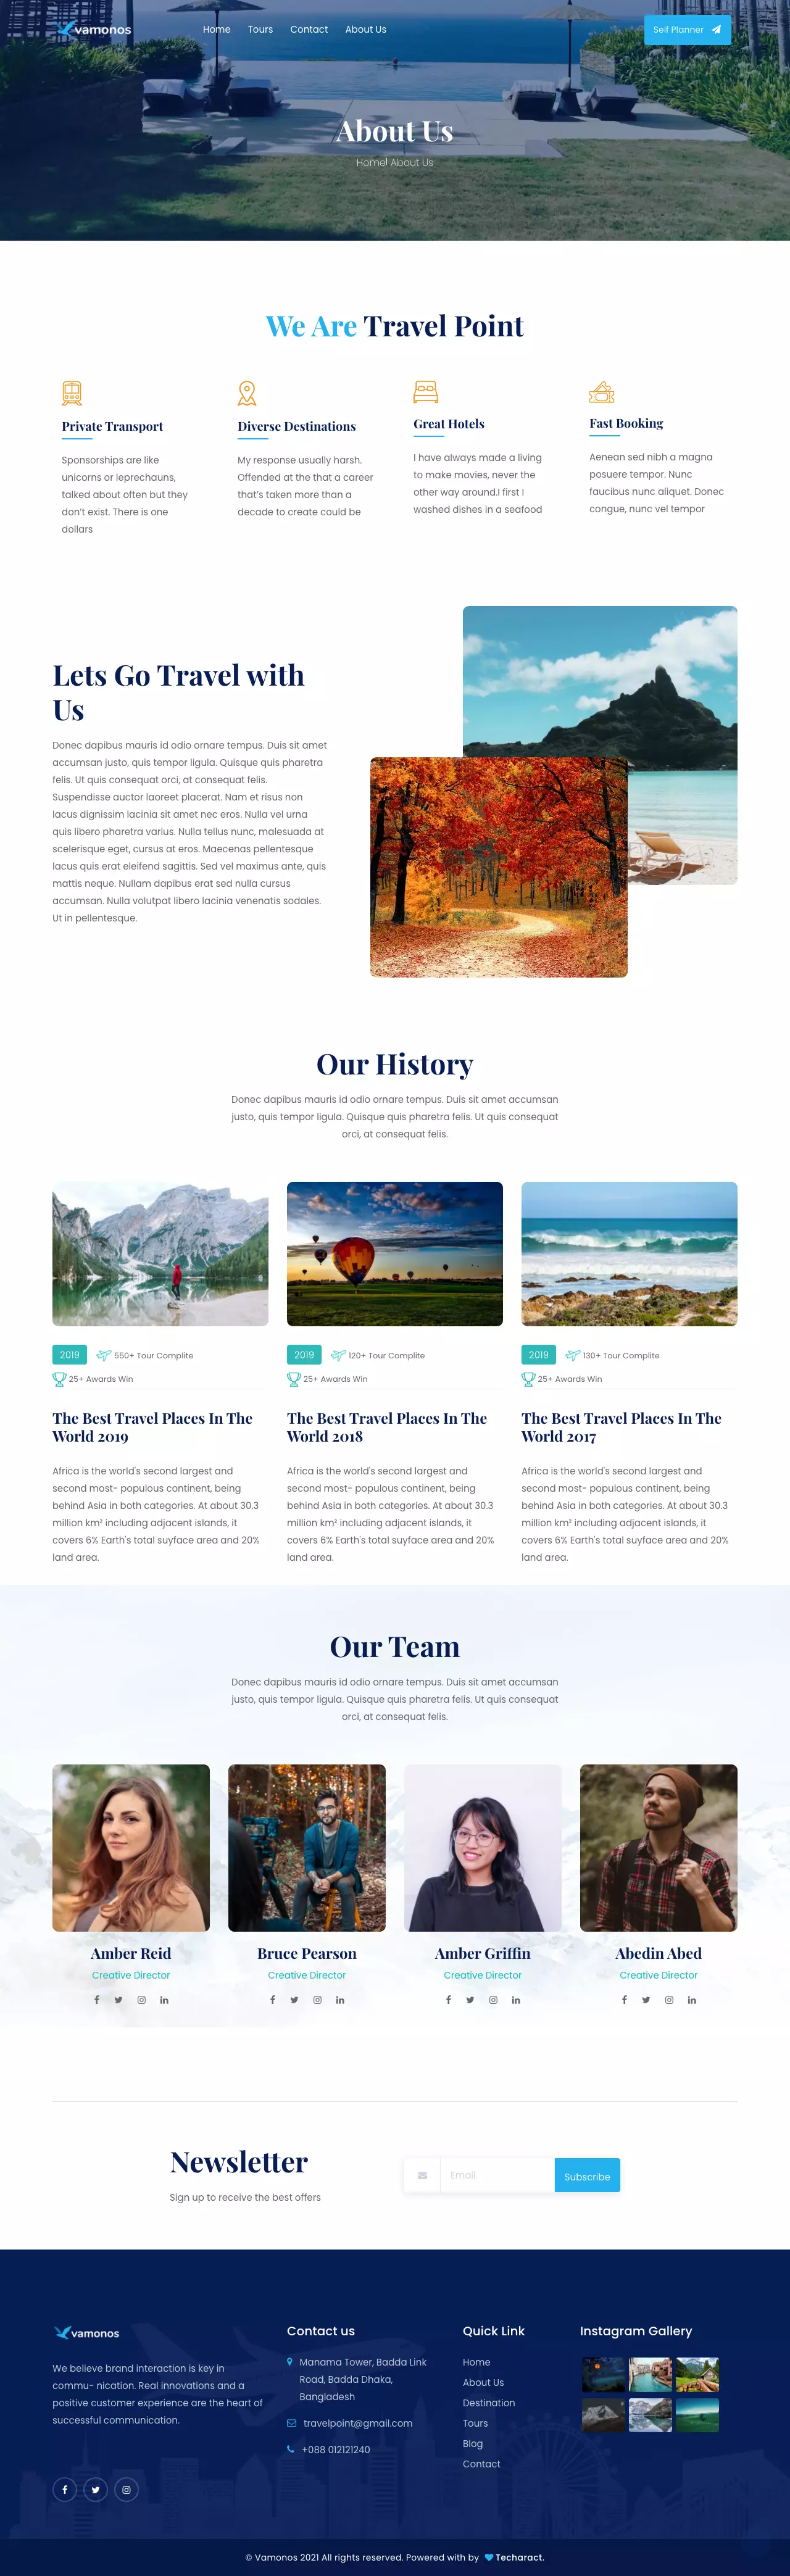 vamonos
Home Tours Contact About Us
Self Planner
About Us
Home| About Us
We Are Travel Point
Private Transport
Sponsorships are like
unicorns or leprechauns,
talked about often but they
don't exist. There is one
dollars
Diverse Destinations
My response usually harsh.
Offended at the that a career
that's taken more than a
decade to create could be
Great Hotels
I have always made a living
to make movies, never the
other way around.I first I
washed dishes in a seafood
Fast Booking
Aenean sed nibh a magna
posuere tempor. Nunc
faucibus nunc aliquet. Donec
congue, nunc vel tempor
Lets Go Travel with
Us
Donec dapibus mauris id odio ornare tempus. Duis sit amet
accumsan justo, quis tempor ligula. Quisque quis pharetra
felis. Ut quis consequat orci, at consequat felis.
Suspendisse auctor laoreet placerat. Nam et risus non
lacus dignissim lacinia sit amet nec eros. Nulla vel urna
quis libero pharetra varius. Nulla tellus nunc, malesuada at
scelerisque eget, cursus at eros. Maecenas pellentesque
lacus quis erat eleifend sagittis. Sed vel maximus ante, quis
mattis neque. Nullam dapibus erat sed nulla cursus
accumsan. Nulla volutpat libero lacinia venenatis sodales.
Ut in pellentesque.
Our History
Donec dapibus mauris id odio ornare tempus. Duis sit amet accumsan
justo, quis tempor ligula. Quisque quis pharetra felis. Ut quis consequat
orci, at consequat felis.
2019 550+ Tour Complite
25+ Awards Win
The Best Travel Places In The
World 2019
Africa is the world's second largest and
second most- populous continent, being
behind Asia in both categories. At about 30.3
million km² including adjacent islands, it
covers 6% Earth's total suyface area and 20%
land area.
2019 120+ Tour Complite
25+ Awards Win
The Best Travel Places In The
World 2018
Africa is the world's second largest and
second most- populous continent, being
behind Asia in both categories. At about 30.3
million km² including adjacent islands, it
covers 6% Earth's total suyface area and 20%
land area.
2019 130+ Tour Complite
25+ Awards Win
The Best Travel Places In The
World 2017
Africa is the world's second largest and
second most- populous continent, being
behind Asia in both categories. At about 30.3
million km² including adjacent islands, it
covers 6% Earth's total suyface area and 20%
land area.
Our Team
Donec dapibus mauris id odio ornare tempus. Duis sit amet accumsan
justo, quis tempor ligula. Quisque quis pharetra felis. Ut quis consequat
orci, at consequat felis.
Amber Reid
Creative Director
Bruce Pearson
Creative Director
Amber Griffin
Creative Director
Abedin Abed
Creative Director
Newsletter
Sign up to receive the best offers
Email
Subscribe
vamonos
We believe brand interaction is key in
commu- nication. Real innovations and a
positive customer experience are the heart of
successful communication.
Contact us
Manama Tower, Badda Link
Road, Badda Dhaka,
Bangladesh
travelpoint@gmail.com
+088 012121240
Quick Link
Home
About Us
Destination
Tours
Blog
Contact
Instagram Gallery
© Vamonos 2021 All rights reserved. Powered with by Techaract.